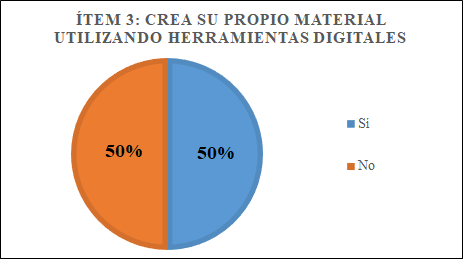 ÍTEM 3: CREA SU PROPIO MATERIAL
UTILIZANDO HERRAMIENTAS DIGITALES
50%
50%
Si
No